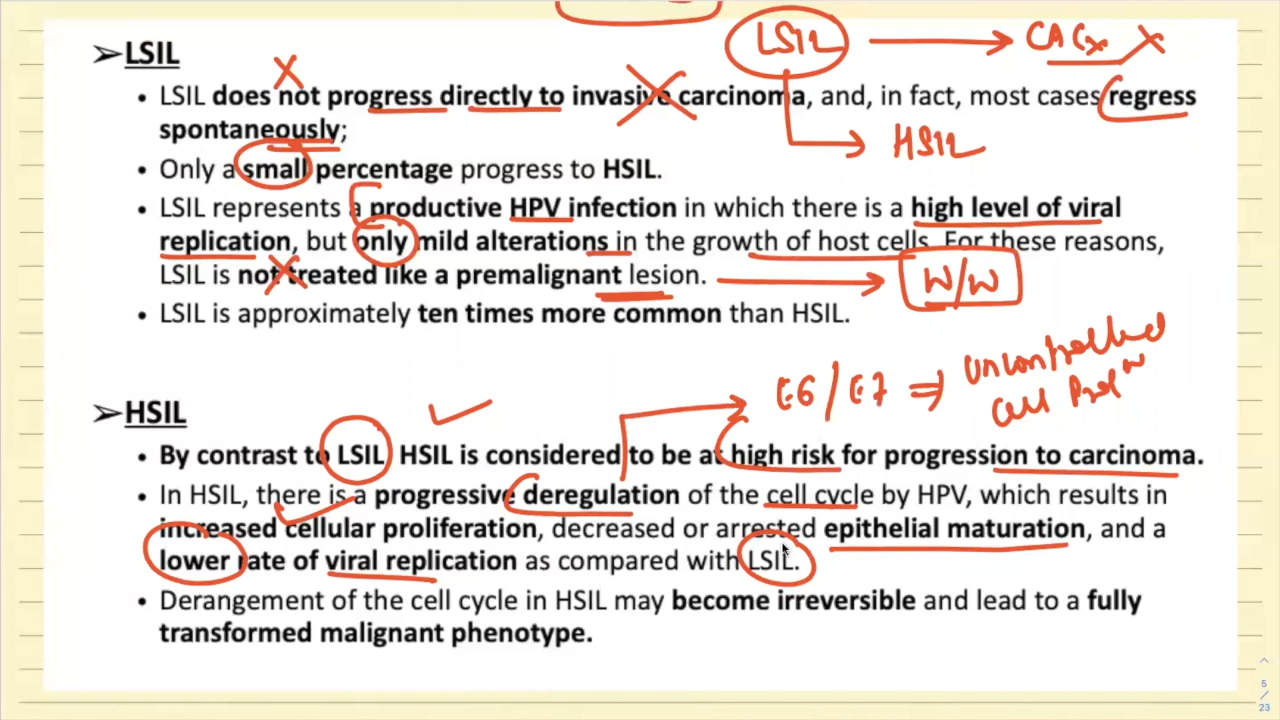 LSIL → CACx X
➢LSIL
X
• LSIL does not progress directly to invasive carcinoma, and, in fact, most cases regress
spontaneously;
HSIL
• Only a small percentage progress to HSIL.
• LSIL represents a productive HPV infection in which there is a high level of viral
replication, but only mild alterations in the growth of host cells. For these reasons,
LSIL is not treated like a premalignant lesion. → W/W
• LSIL is approximately ten times more common than HSIL.
E6/E7 ⇒ Uncontrolled
Cell Prolⁿ
➢HSIL
• By contrast to LSIL HSIL is considered to be at high risk for progression to carcinoma.
• In HSIL, there is a progressive deregulation of the cell cycle by HPV, which results in
increased cellular proliferation, decreased or arrested epithelial maturation, and a
lower rate of viral replication as compared with LSIL.
• Derangement of the cell cycle in HSIL may become irreversible and lead to a fully
transformed malignant phenotype.
5
/
23